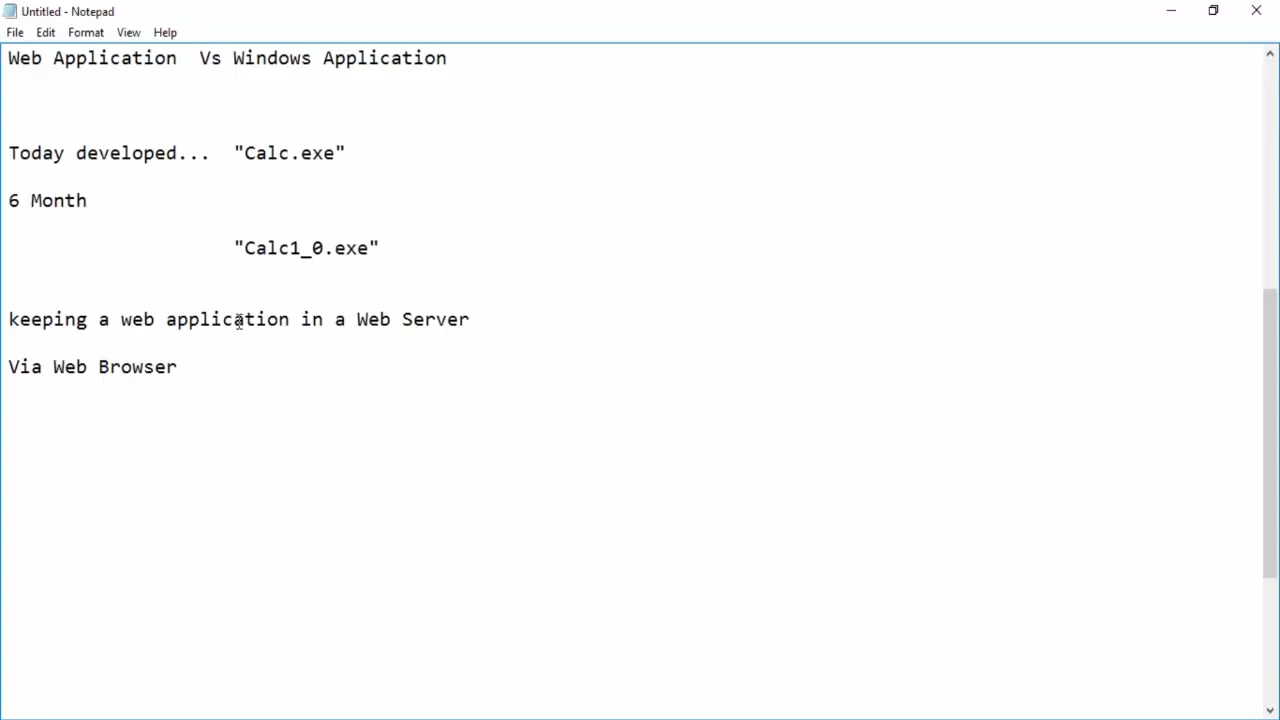 Untitled - Notepad
File Edit Format View Help
Web Application  Vs Windows Application
Today developed...  "Calc.exe"
6 Month
"Calc1_0.exe"
keeping a web application in a Web Server
Via Web Browser